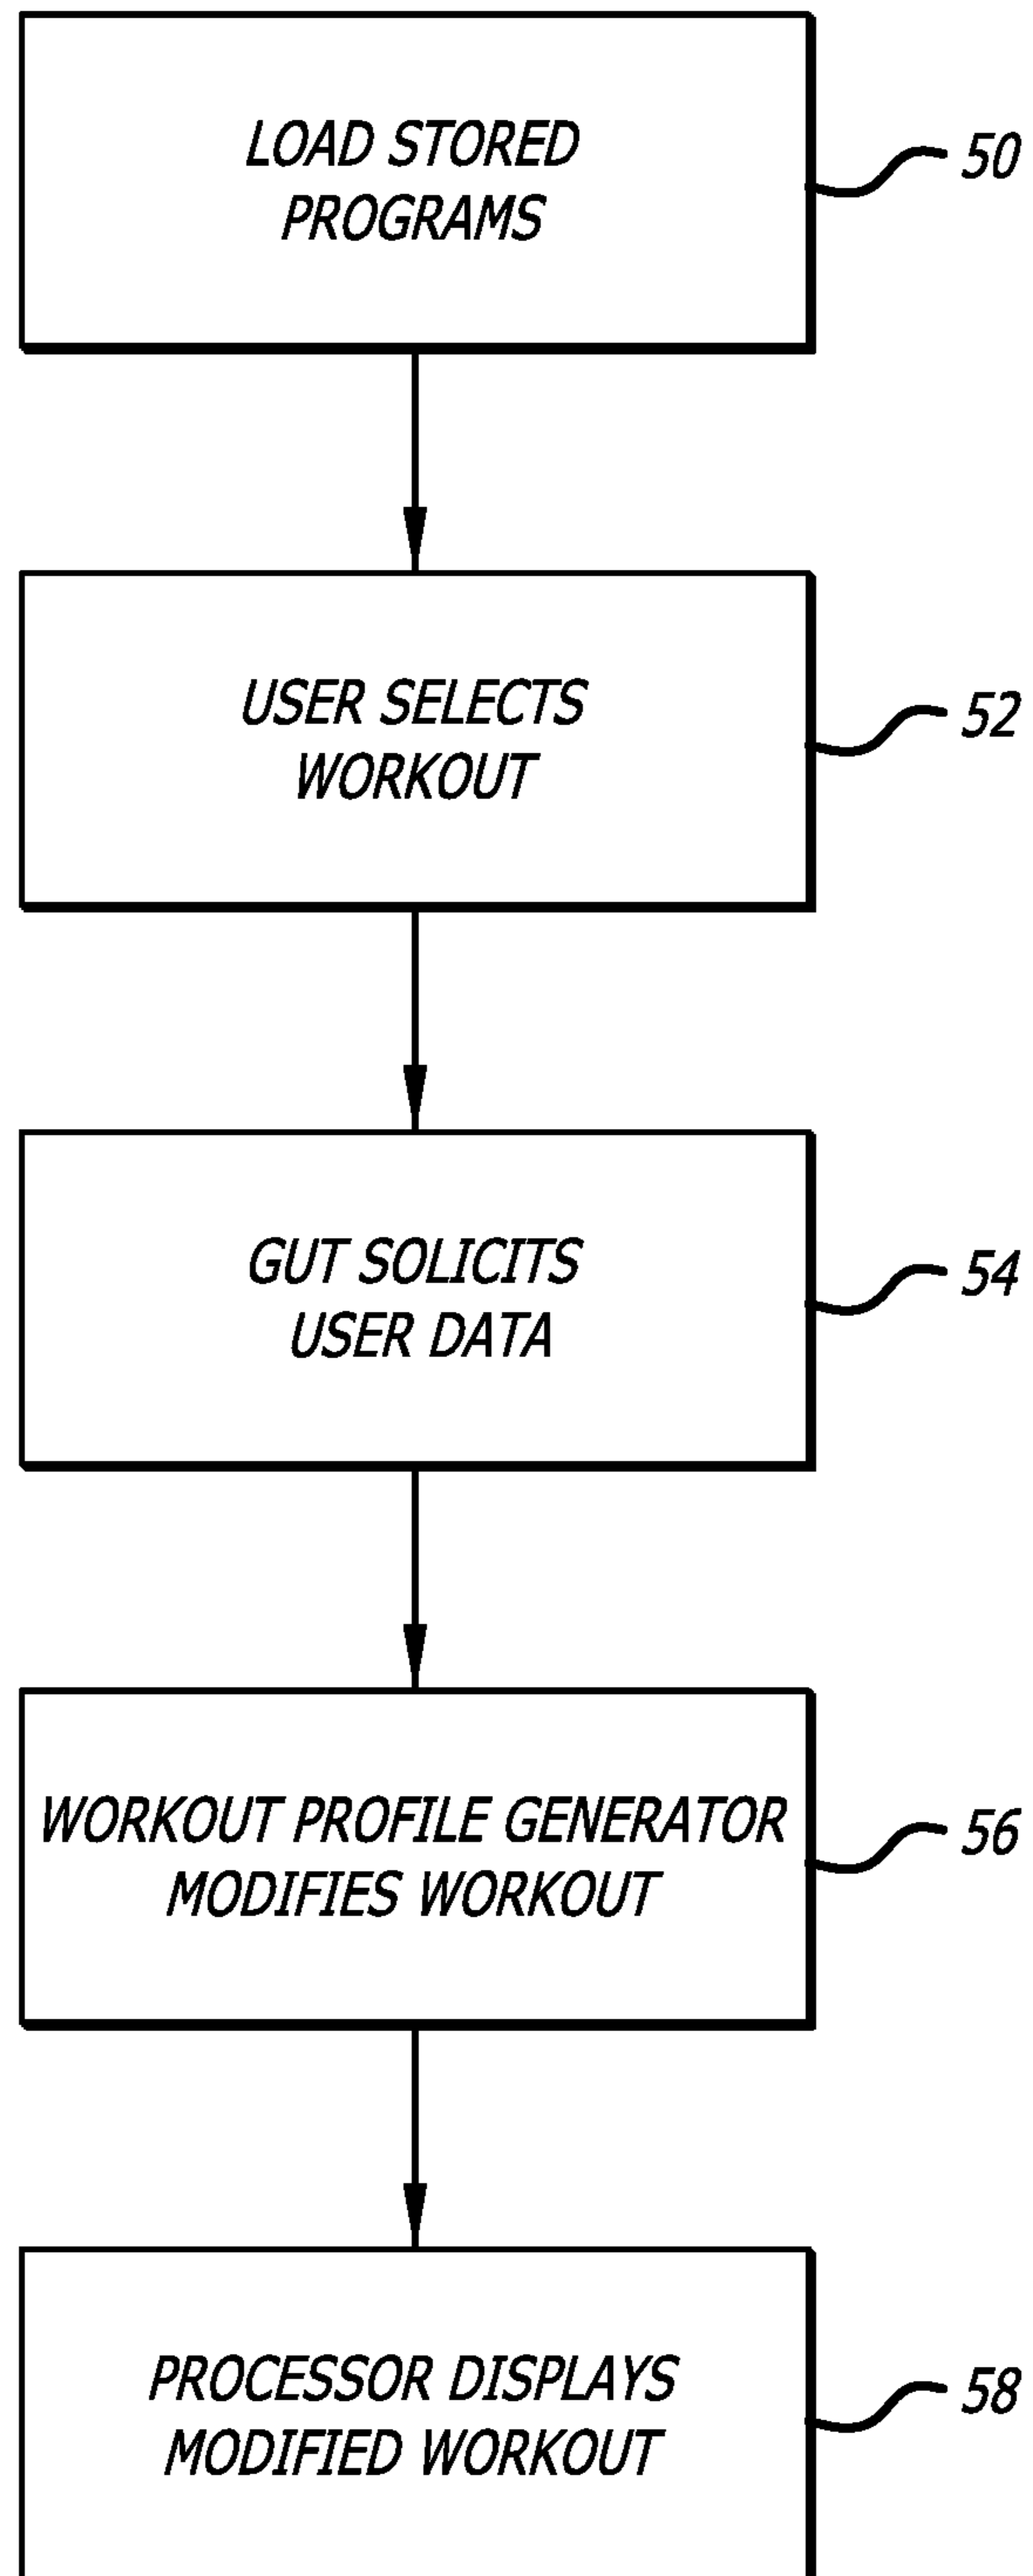 LOAD STORED
PROGRAMS
50
USER SELECTS
WORKOUT
52
GUT SOLICITS
USER DATA
54
WORKOUT PROFILE GENERATOR
MODIFIES WORKOUT
56
PROCESSOR DISPLAYS
MODIFIED WORKOUT
58